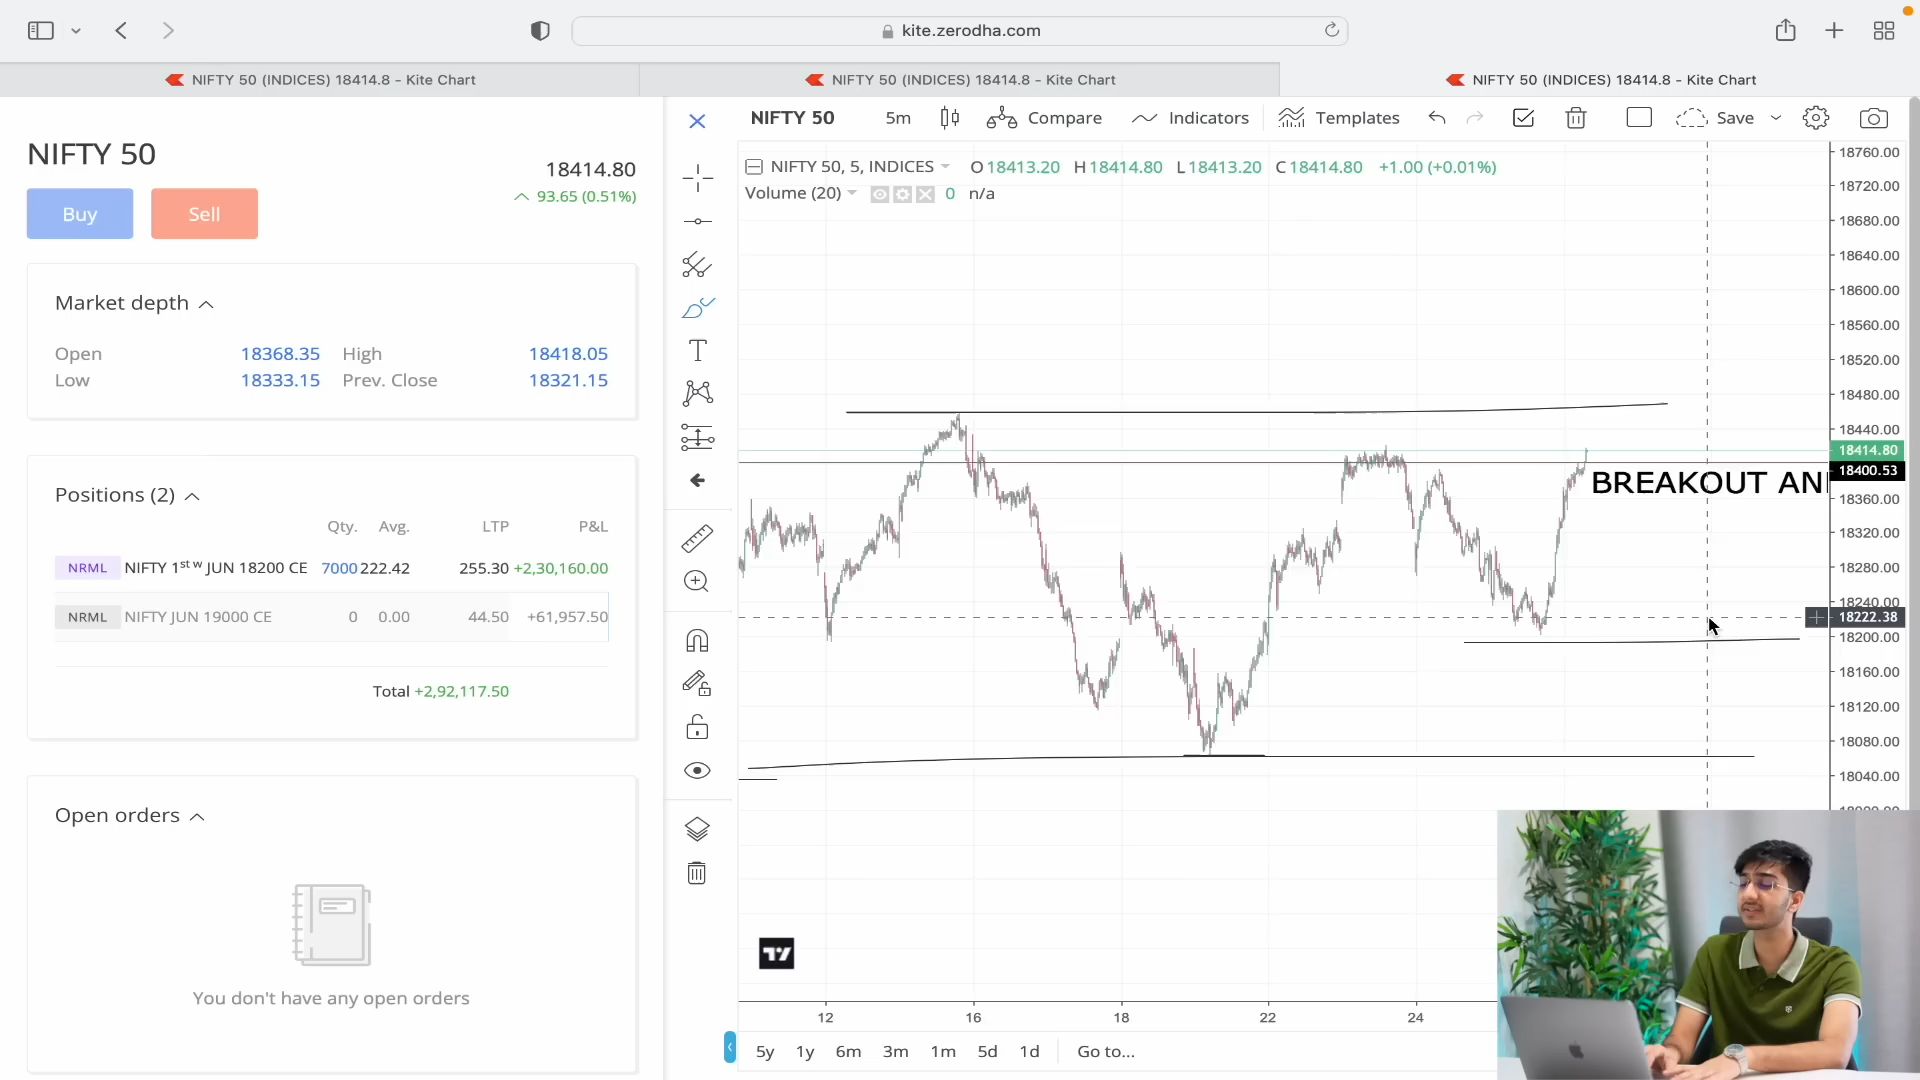 kite.zerodha.com
NIFTY 50 (INDICES) 18414.8 - Kite Chart
NIFTY 50 (INDICES) 18414.8 - Kite Chart
NIFTY 50 (INDICES) 18414.8 - Kite Chart
NIFTY 50
18414.80
93.65 (0.51%)
Buy
Sell
Market depth
Open 18368.35 High 18418.05
Low 18333.15 Prev. Close 18321.15
Positions (2)
Qty. Avg. LTP P&L
NRML NIFTY 1st w JUN 18200 CE 7000 222.42 255.30 +2,30,160.00
NRML NIFTY JUN 19000 CE 0 0.00 44.50 +61,957.50
Total +2,92,117.50
Open orders
You don't have any open orders
NIFTY 50 5m Compare Indicators Templates Save
NIFTY 50, 5, INDICES O18413.20 H18414.80 L18413.20 C18414.80 +1.00 (+0.01%)
Volume (20) 0 n/a
BREAKOUT AN
18760.00
18720.00
18680.00
18640.00
18600.00
18560.00
18520.00
18480.00
18440.00
18414.80
18400.53
18360.00
18320.00
18280.00
18240.00
18222.38
18200.00
18160.00
18120.00
18080.00
18040.00
12 16 18 22 24
5y 1y 6m 3m 1m 5d 1d Go to...